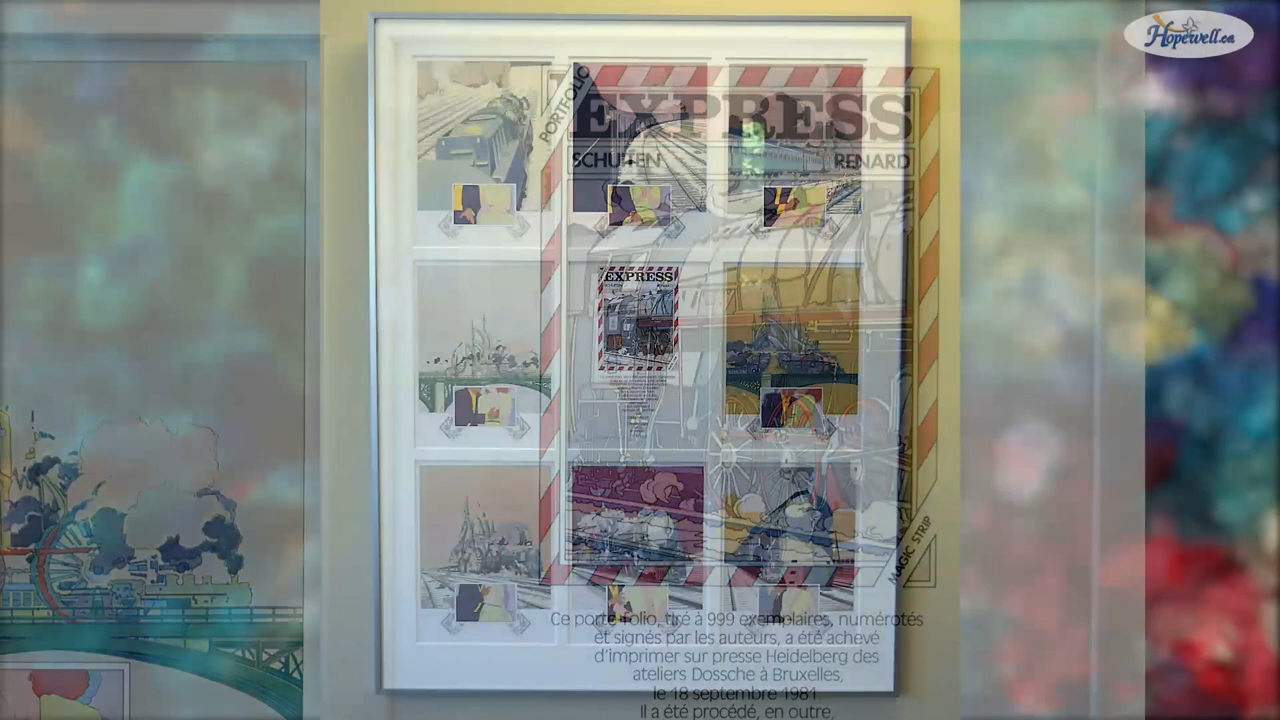 Hopewell.ca
PORTFOLIO
EXPRESS
SCHUITEN
RENARD
EXPRESS
MAGIC STRIP
Ce porte-folio, tiré à 999 exemplaires, numérotés
et signés par les auteurs, a été achevé
d'imprimer sur presse Heidelberg des
ateliers Dossche à Bruxelles,
le 18 septembre 1981
Il a été procédé, en outre,